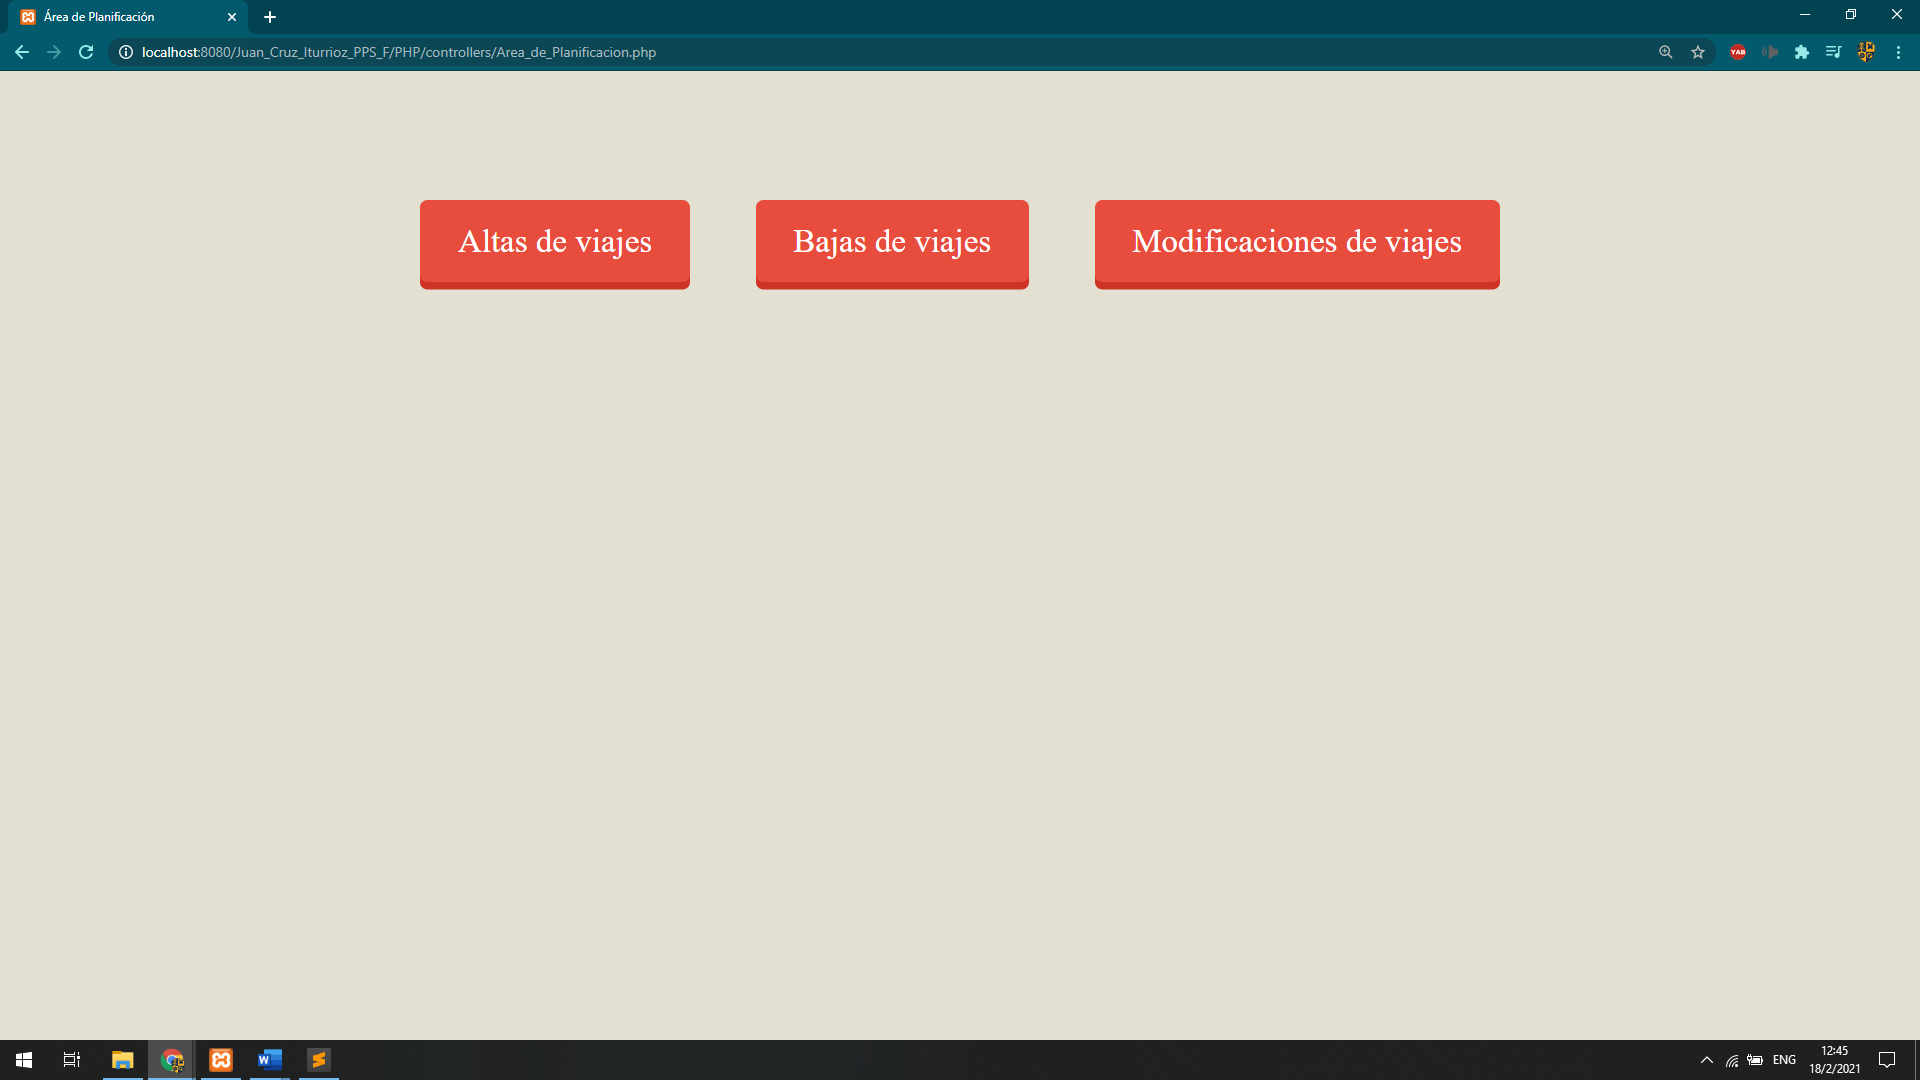 Área de Planificación
localhost:8080/Juan_Cruz_Iturrioz_PPS_F/PHP/controllers/Area_de_Planificacion.php
YAB
Altas de viajes
Bajas de viajes
Modificaciones de viajes
W
ENG
12:45
18/2/2021